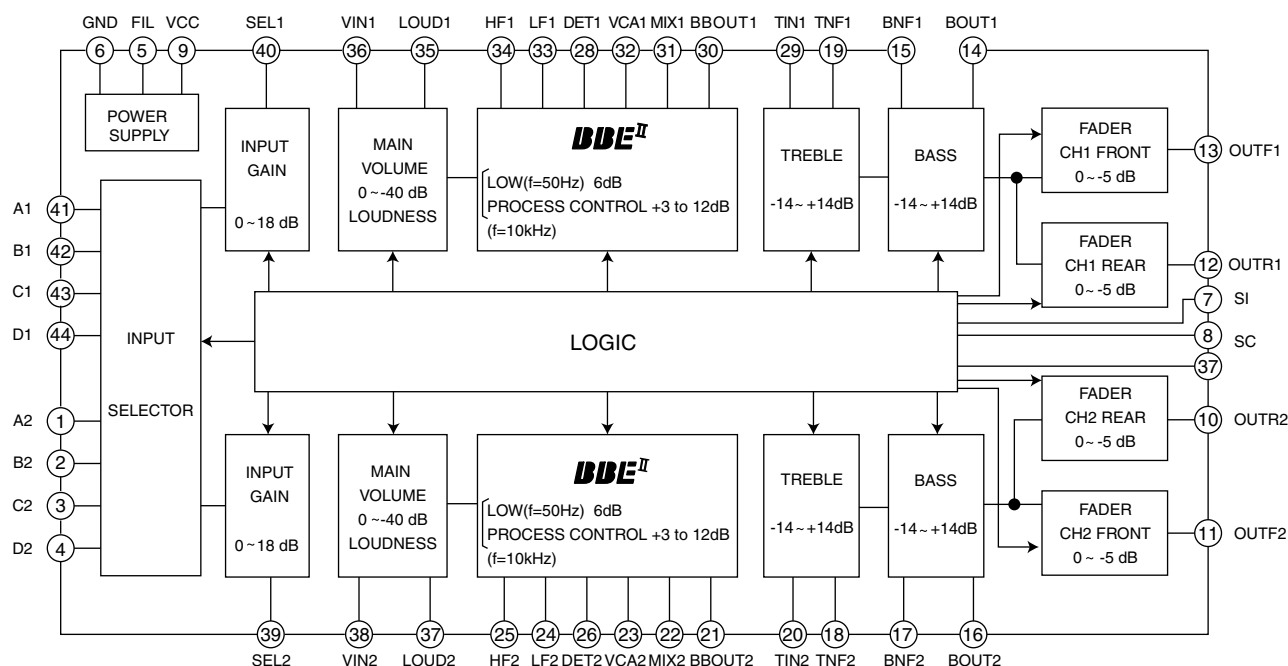 GND FIL VCC SEL1 VIN1 LOUD1 HF1 LF1 DET1 VCA1 MIX1 BBOUT1 TIN1 TNF1 BNF1 BOUT1
6 5 9 40 36 35 34 33 28 32 31 30 29 19 15 14
POWER
SUPPLY
INPUT
GAIN
0~18 dB
MAIN
VOLUME
0~-40 dB
LOUDNESS
BBE II
LOW(f=50Hz) 6dB
PROCESS CONTROL +3 to 12dB
(f=10kHz)
TREBLE
-14~+14dB
BASS
-14~+14dB
FADER
CH1 FRONT
0~-5 dB
13 OUTF1
FADER
CH1 REAR
0~-5 dB
12 OUTR1
A1 41
B1 42
C1 43
D1 44
INPUT
SELECTOR
LOGIC
7 SI
8 SC
37
A2 1
B2 2
C2 3
D2 4
INPUT
GAIN
0~18 dB
MAIN
VOLUME
0~-40 dB
LOUDNESS
BBE II
LOW(f=50Hz) 6dB
PROCESS CONTROL +3 to 12dB
(f=10kHz)
TREBLE
-14~+14dB
BASS
-14~+14dB
FADER
CH2 REAR
0~-5 dB
10 OUTR2
FADER
CH2 FRONT
0~-5 dB
11 OUTF2
39 38 37 25 24 26 23 22 21 20 18 17 16
SEL2 VIN2 LOUD2 HF2 LF2 DET2 VCA2 MIX2 BBOUT2 TIN2 TNF2 BNF2 BOUT2